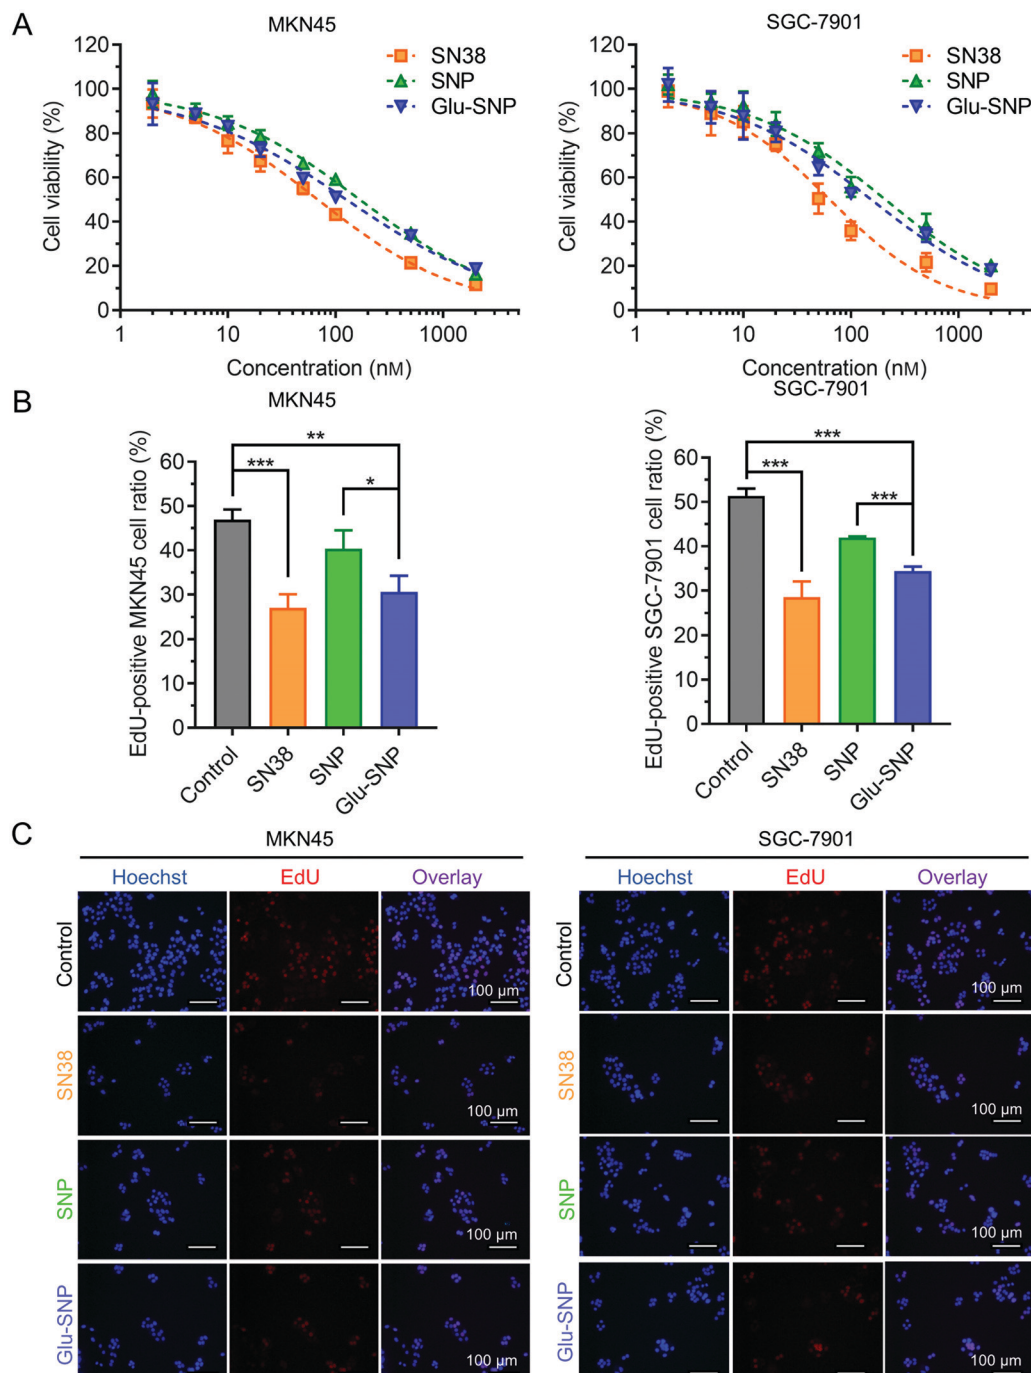 A
MKN45
SGC-7901
SN38
SNP
Glu-SNP
SN38
SNP
Glu-SNP
Cell viability (%)
120
100
80
60
40
20
0
1
10
100
1000
Concentration (nM)
Cell viability (%)
120
100
80
60
40
20
0
1
10
100
1000
Concentration (nM)
B
MKN45
SGC-7901
EdU-positive MKN45 cell ratio (%)
60
50
40
30
20
10
0
**
***
*
Control
SN38
SNP
Glu-SNP
EdU-positive SGC-7901 cell ratio (%)
60
50
40
30
20
10
0
***
***
***
Control
SN38
SNP
Glu-SNP
C
MKN45
SGC-7901
Hoechst
EdU
Overlay
Hoechst
EdU
Overlay
Control
100 µm
Control
100 µm
SN38
100 µm
SN38
100 µm
SNP
100 µm
SNP
100 µm
Glu-SNP
100 µm
Glu-SNP
100 µm